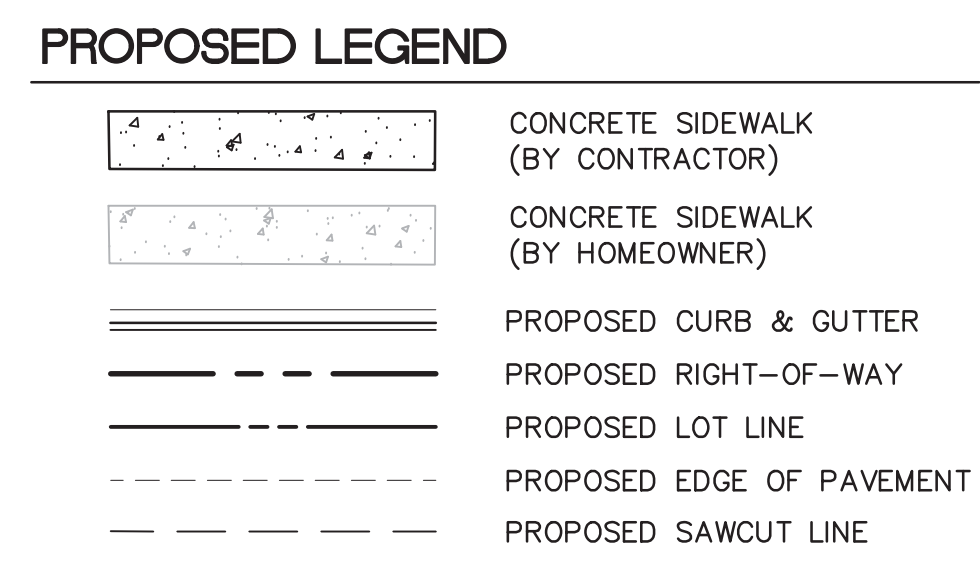 PROPOSED LEGEND
CONCRETE SIDEWALK
(BY CONTRACTOR)
CONCRETE SIDEWALK
(BY HOMEOWNER)
PROPOSED CURB & GUTTER
PROPOSED RIGHT-OF-WAY
PROPOSED LOT LINE
PROPOSED EDGE OF PAVEMENT
PROPOSED SAWCUT LINE